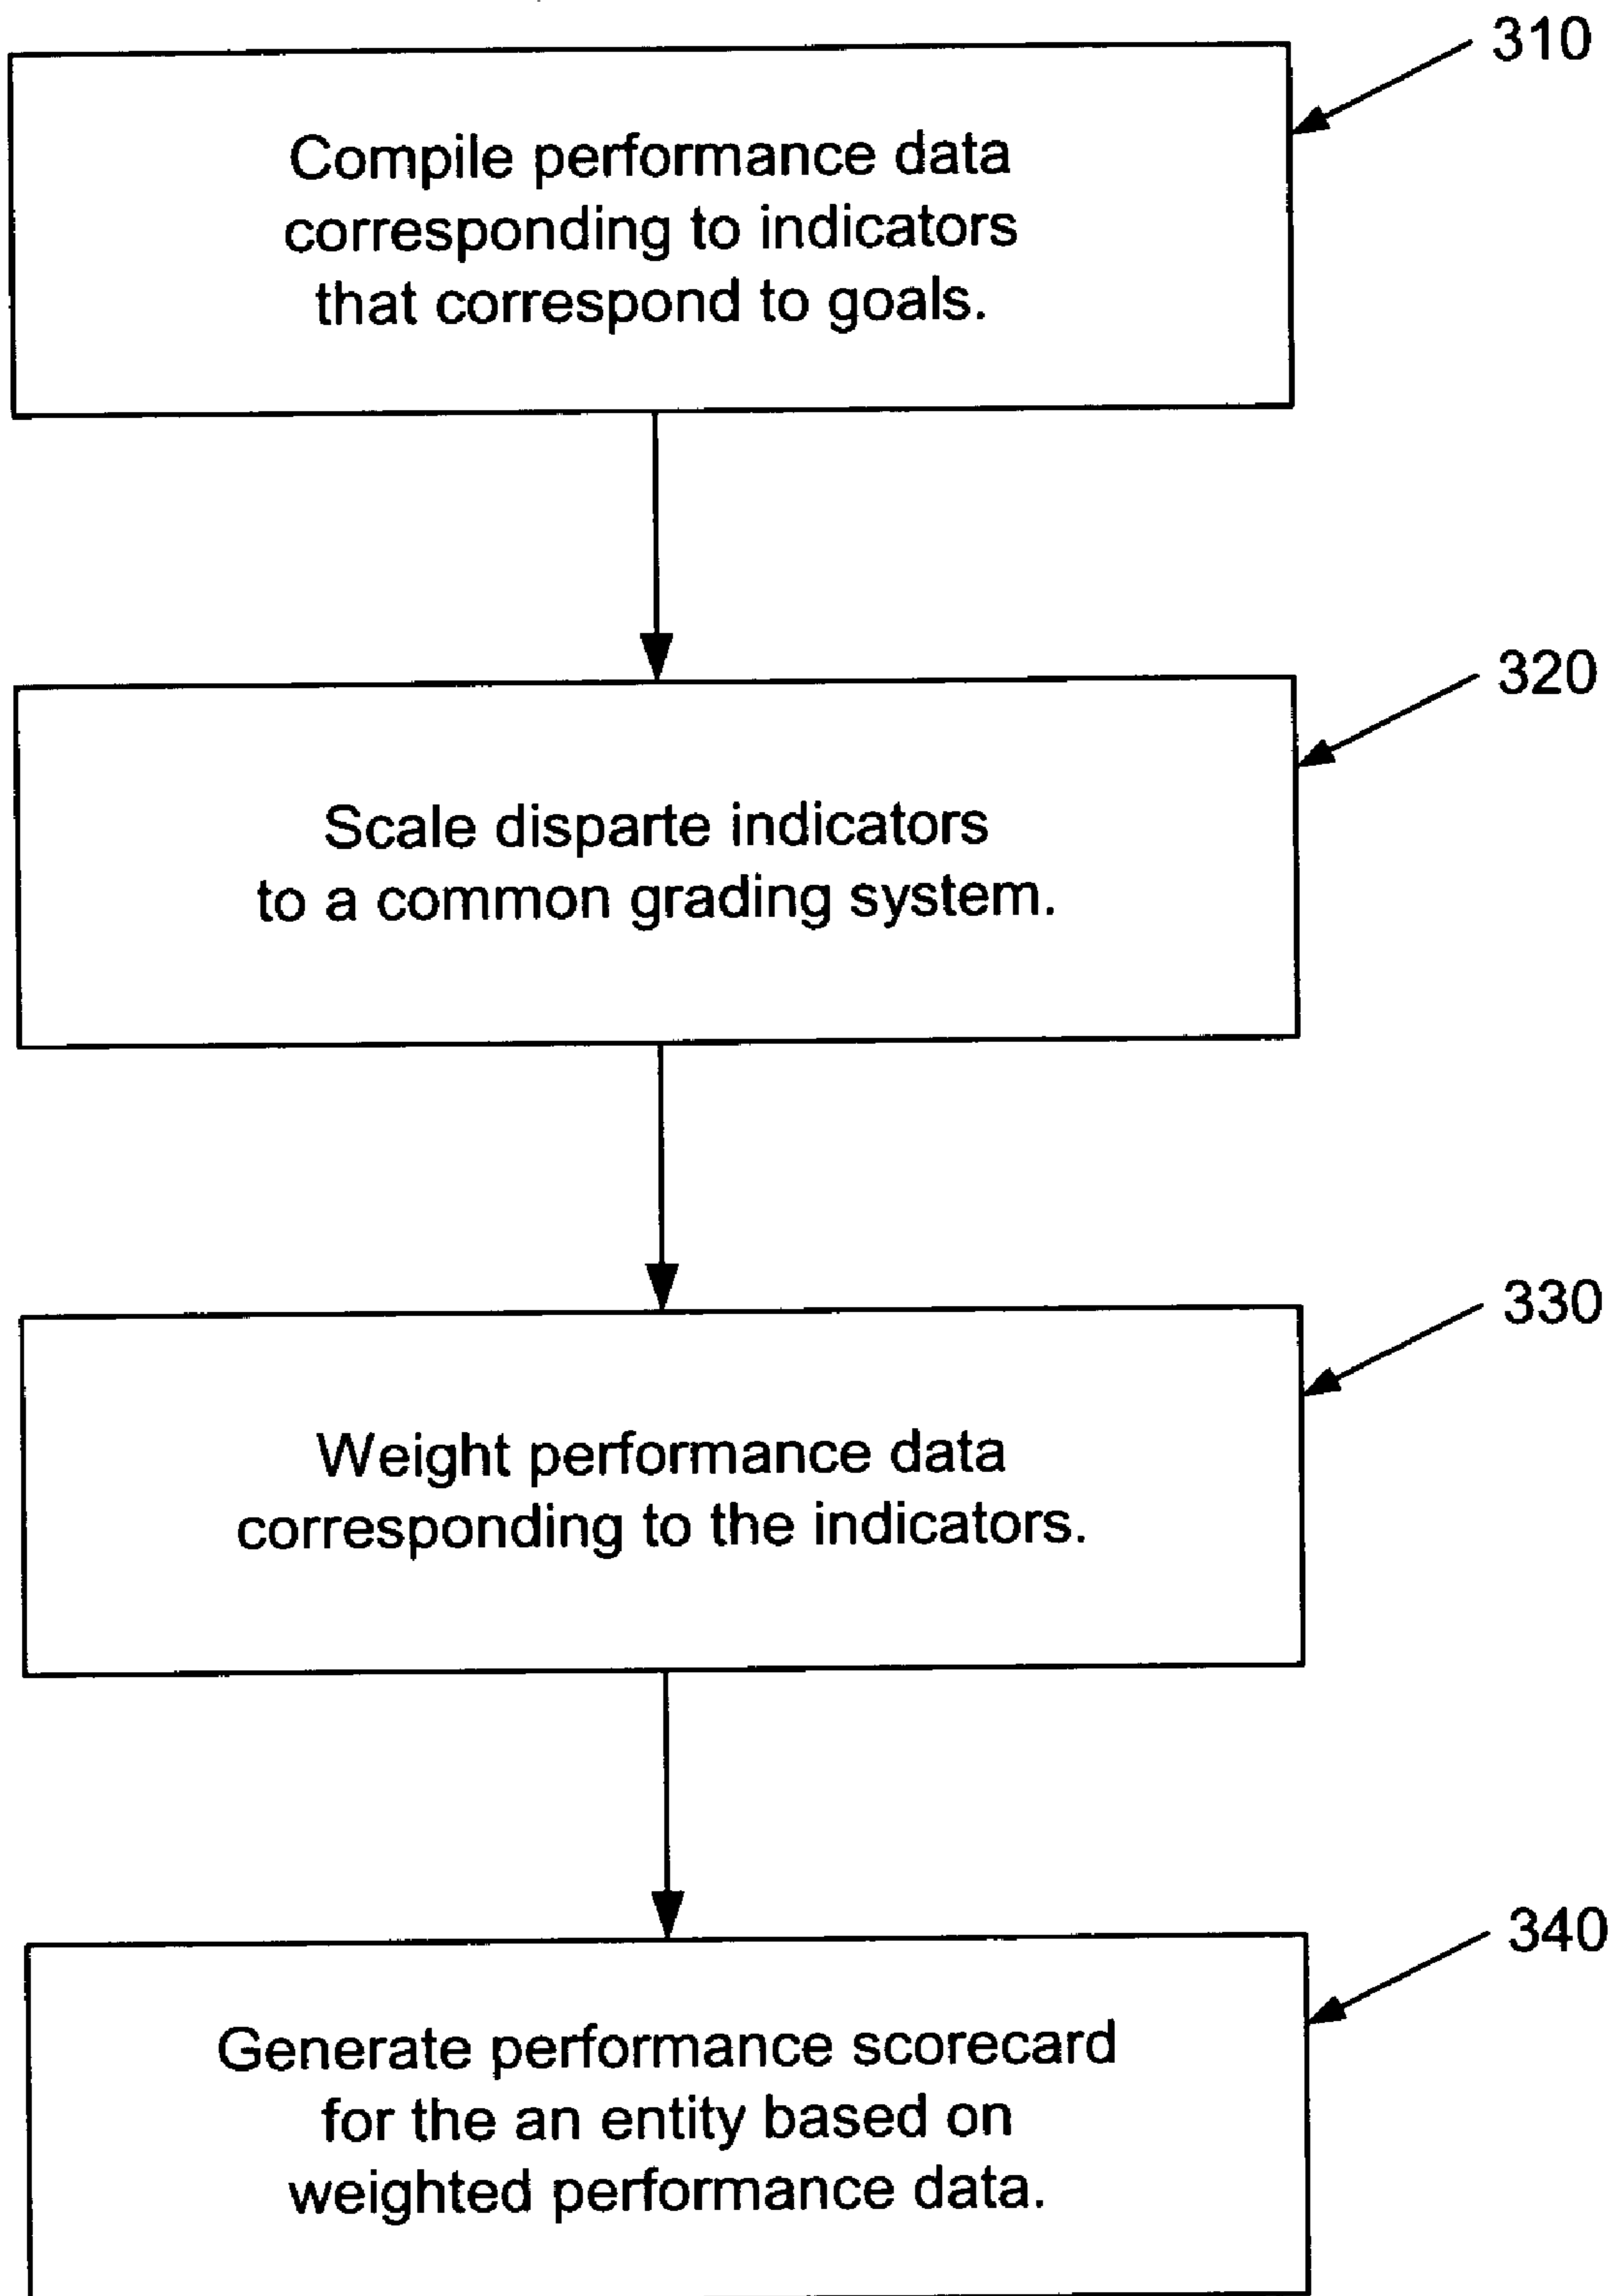 310
Compile performance data
corresponding to indicators
that correspond to goals.
320
Scale disparte indicators
to a common grading system.
330
Weight performance data
corresponding to the indicators.
340
Generate performance scorecard
for the an entity based on
weighted performance data.